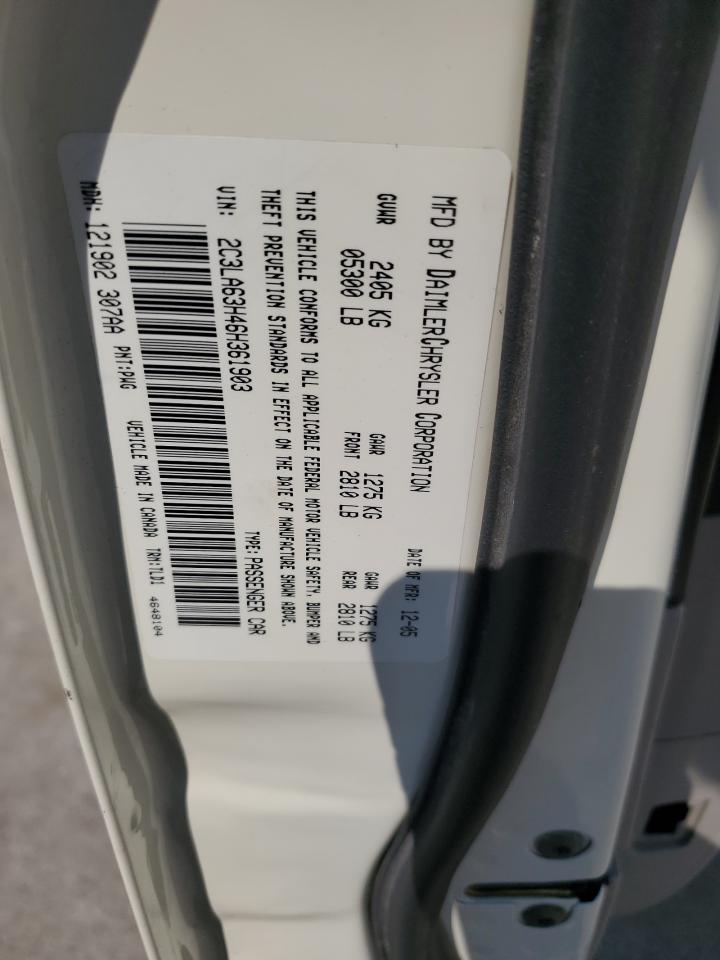 MFD BY DAIMLERCHRYSLER CORPORATION
DATE OF MFR: 12-05
GVWR 2405 KG
05300 LB
GAWR FRONT 1275 KG
2810 LB
GAWR REAR 1275 KG
2810 LB
THIS VEHICLE CONFORMS TO ALL APPLICABLE FEDERAL MOTOR VEHICLE SAFETY, BUMPER AND
THEFT PREVENTION STANDARDS IN EFFECT ON THE DATE OF MANUFACTURE SHOWN ABOVE.
VIN: 2C3LA63H46H361903
TYPE: PASSENGER CAR
MDH: 121902 307AA PNT:PWG VEHICLE MADE IN CANADA TRM:TLD1 4648104